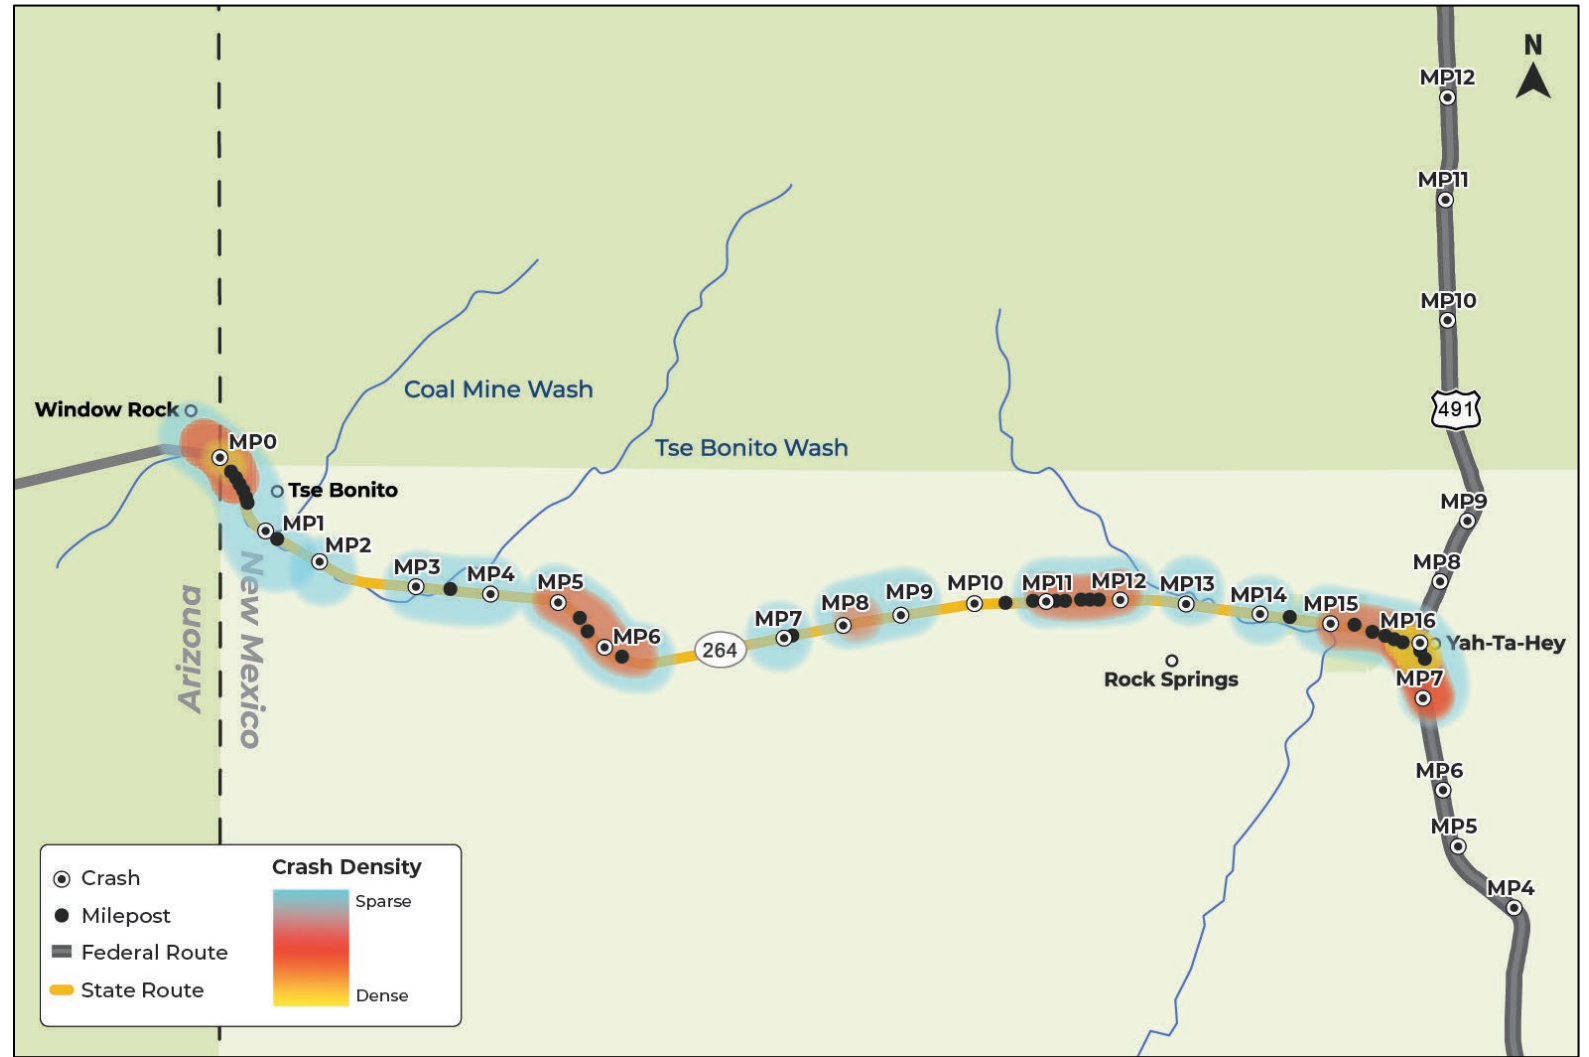 N
MP12
MP11
MP10
491
Coal Mine Wash
Window Rock
MP0
Tse Bonito Wash
Tse Bonito
MP9
MP1
MP2
MP8
MP3
MP4
MP5
MP6
MP7
MP8
MP9
MP10
MP11
MP12
MP13
MP14
MP15
MP16
Yah-Ta-Hey
264
Rock Springs
MP7
Arizona
New Mexico
MP6
MP5
MP4
Crash
Milepost
Federal Route
State Route
Crash Density
Sparse
Dense